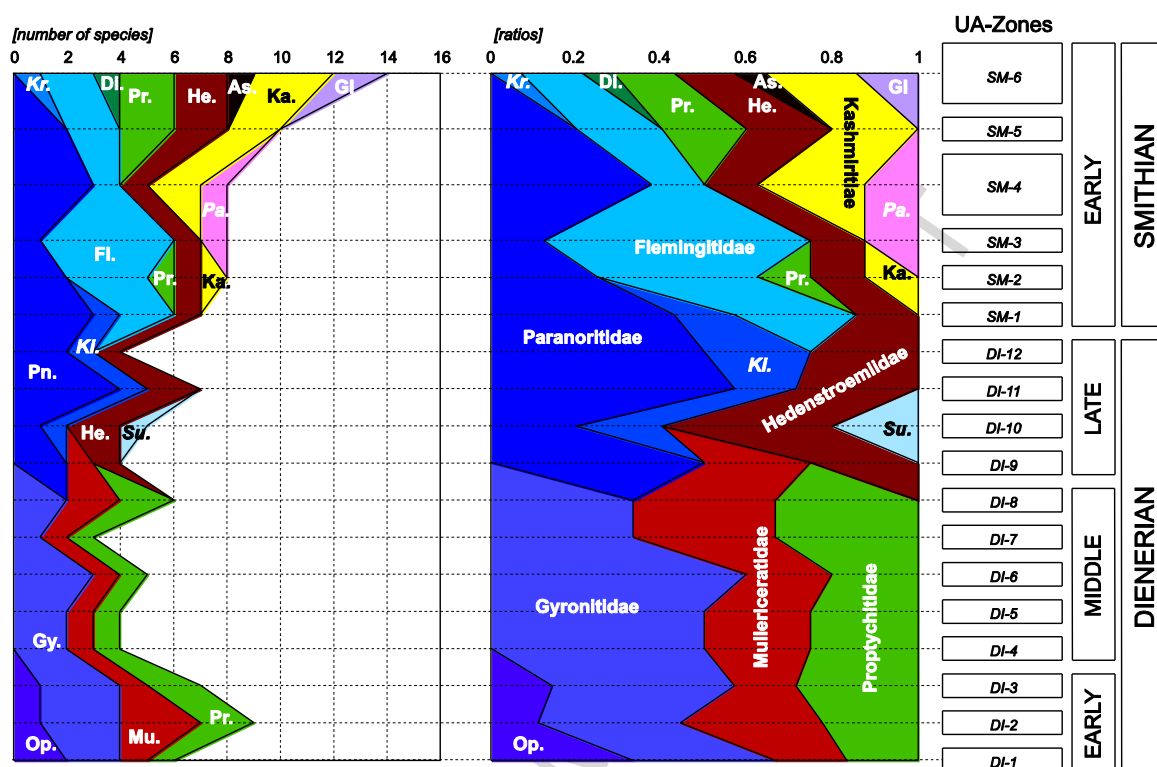 [number of species]
0 2 4 6 8 10 12 14 16
[ratios]
0 0.2 0.4 0.6 0.8 1
UA-Zones
Kr.
Di.
Pr.
He.
As.
Ka.
Gl
Pa.
Fl.
Pr.
Ka.
Ki.
Pn.
He.
Su.
Gy.
Op.
Mu.
Pr.
Kr.
Di.
Pr.
He.
As.
Kashmiritiae
Gl
Pa.
Flemingitidae
Pr.
Ka.
Paranoritidae
Ki.
Hedenstroemiidae
Su.
Gyronitidae
Mullericeratidae
Proptychitidae
Op.
SM-6
SM-5
SM-4
SM-3
SM-2
SM-1
DI-12
DI-11
DI-10
DI-9
DI-8
DI-7
DI-6
DI-5
DI-4
DI-3
DI-2
DI-1
EARLY
LATE
MIDDLE
EARLY
SMITHIAN
DIENERIAN